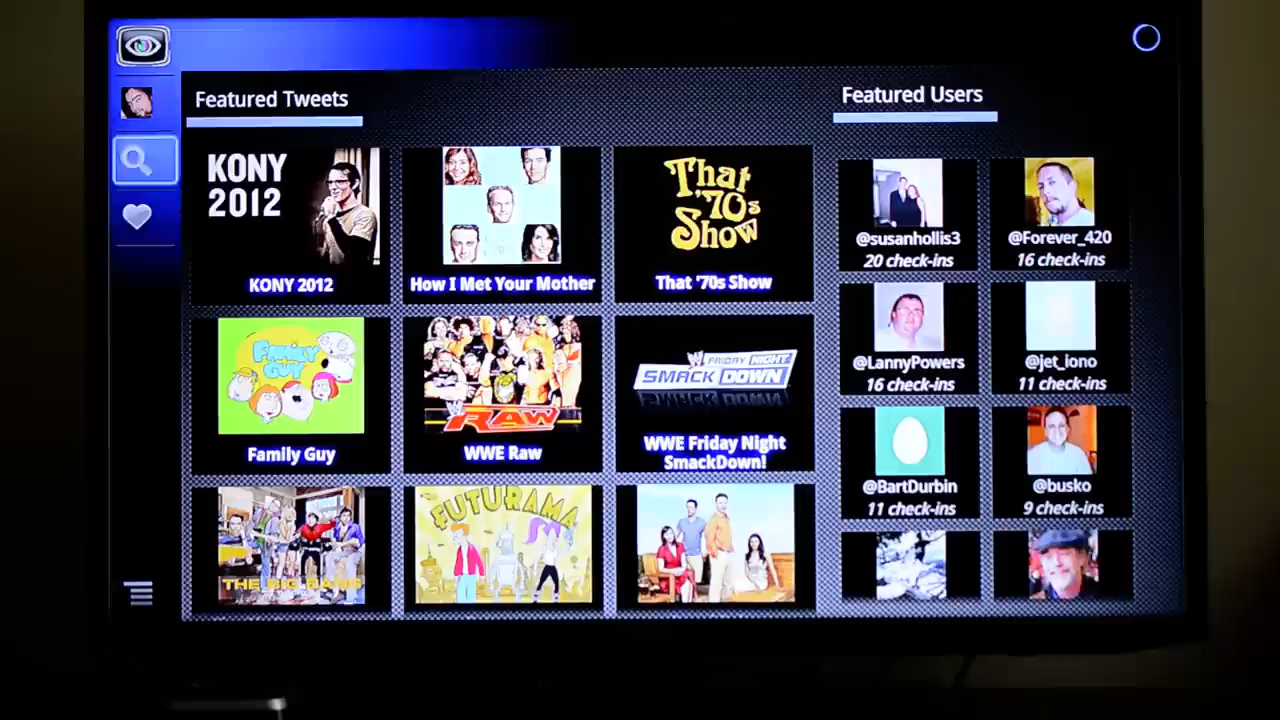 Featured Tweets
Featured Users
KONY
2012
KONY 2012
How I Met Your Mother
That
'70s
Show
That '70s Show
@susanhollis3
20 check-ins
@Forever_420
16 check-ins
FAMILY
GUY
Family Guy
RAW
WWE Raw
FRIDAY NIGHT
SMACK DOWN
WWE Friday Night
SmackDown!
@LannyPowers
16 check-ins
@jet_iono
11 check-ins
@BartDurbin
11 check-ins
@busko
9 check-ins
THE BIG BANG
FUTURAMA